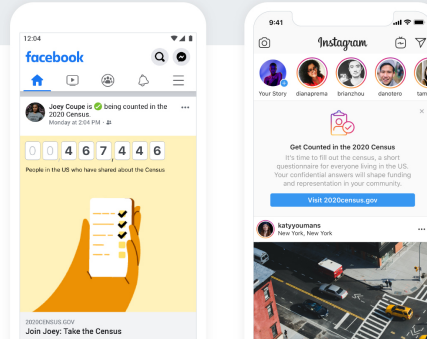 12:04
facebook
Joey Coupe is ✅ being counted in the
2020 Census.
Monday at 2:04 PM
0 0 4 6 7 4 4 6
People in the US who have shared about the Census
2020CENSUS.GOV
Join Joey: Take the Census
9:41
Instagram
Your Story dianaprema brianzhou danotero tam
Get Counted in the 2020 Census
It's time to fill out the census, a short
questionnaire for everyone living in the US.
Your confidential answers will shape funding
and representation in your community.
Visit 2020census.gov
katyyoumans
New York, New York